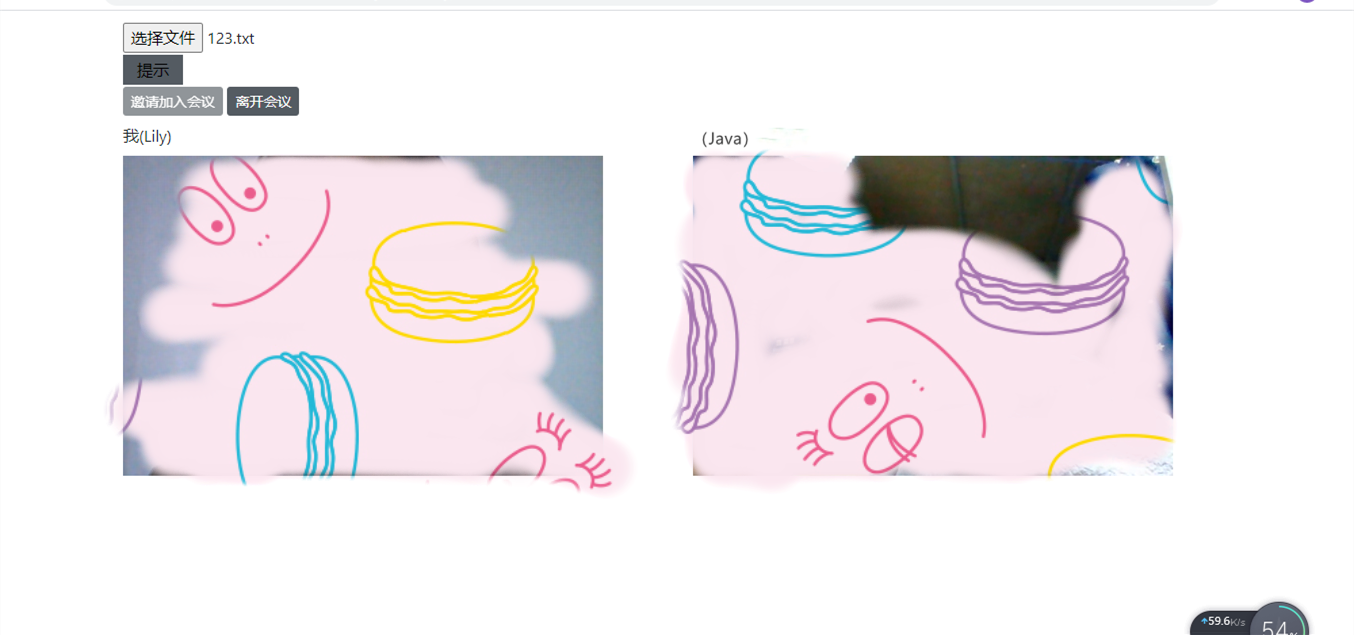 选择文件 123.txt
提示
邀请加入会议 离开会议
我(Lily)
(Java)
59.6K/s
54%